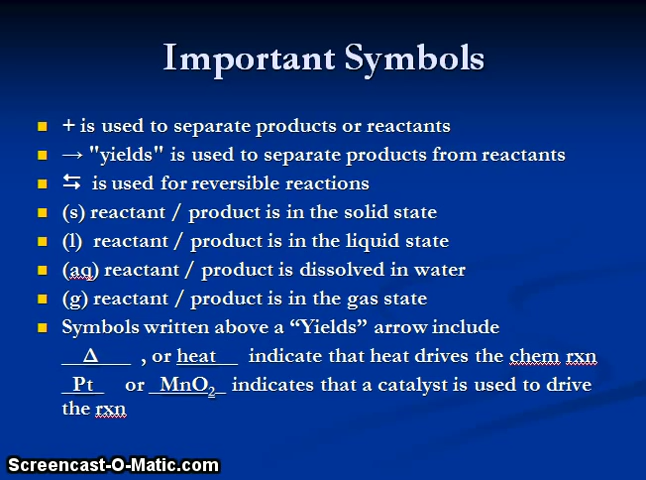 Important Symbols
+ is used to separate products or reactants
→ "yields" is used to separate products from reactants
⇆ is used for reversible reactions
(s) reactant / product is in the solid state
(l) reactant / product is in the liquid state
(aq) reactant / product is dissolved in water
(g) reactant / product is in the gas state
Symbols written above a “Yields” arrow include
__Δ____ , or heat__ indicate that heat drives the chem rxn
_Pt_ or _MnO₂_ indicates that a catalyst is used to drive
the rxn
Screencast-O-Matic.com